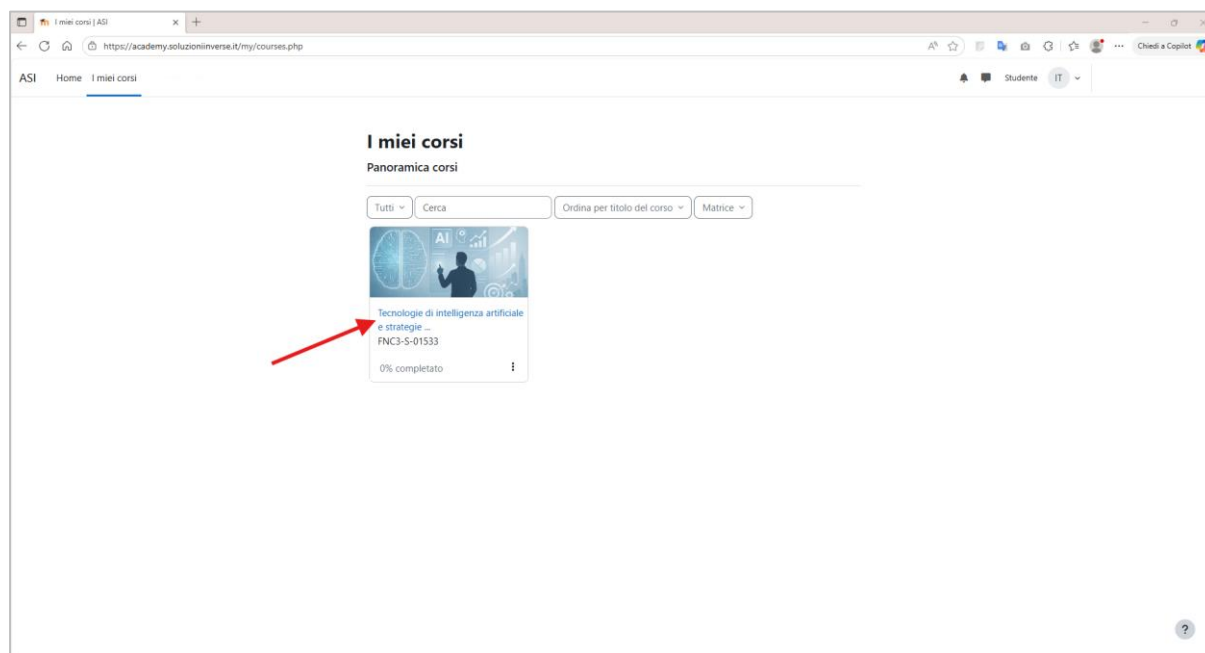 I miei corsi | ASI
https://academy.soluzioniinverse.it/my/courses.php
Chiedi a Copilot
ASI Home I miei corsi
Studente IT
I miei corsi
Panoramica corsi
Tutti Cerca Ordina per titolo del corso Matrice
AI
Tecnologie di intelligenza artificiale
e strategie ...
FNC3-S-01533
0% completato
?